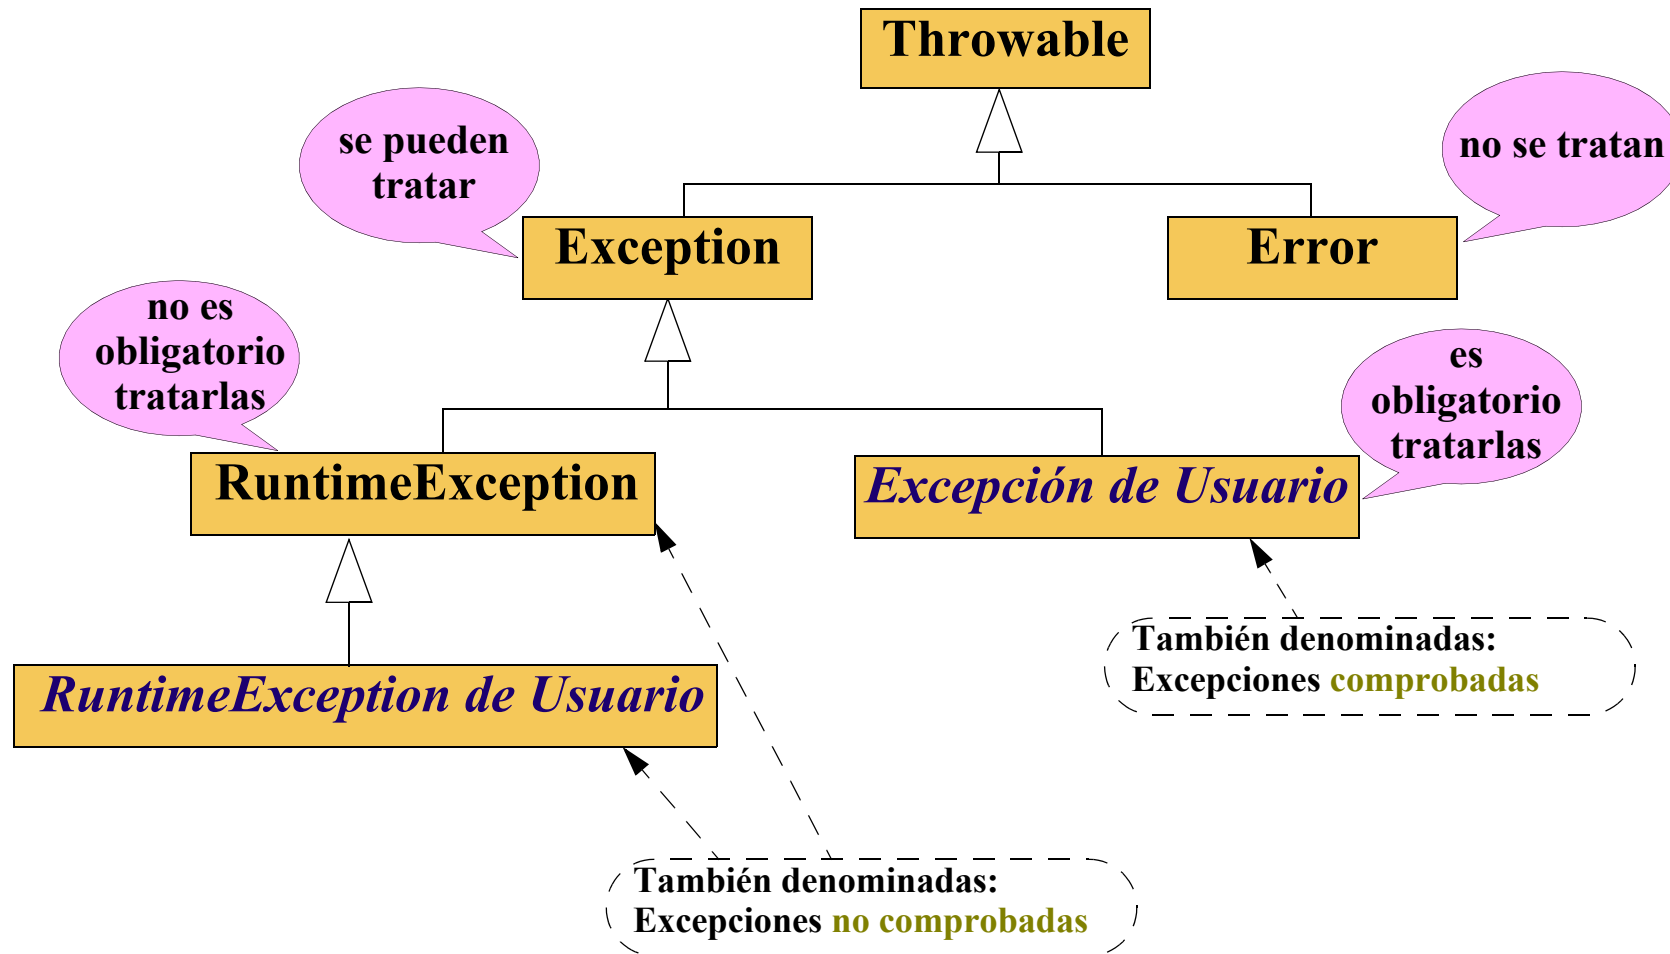 Throwable
se pueden
tratar
no se tratan
Exception
Error
no es
obligatorio
tratarlas
es
obligatorio
tratarlas
RuntimeException
Excepción de Usuario
También denominadas:
Excepciones comprobadas
RuntimeException de Usuario
También denominadas:
Excepciones no comprobadas